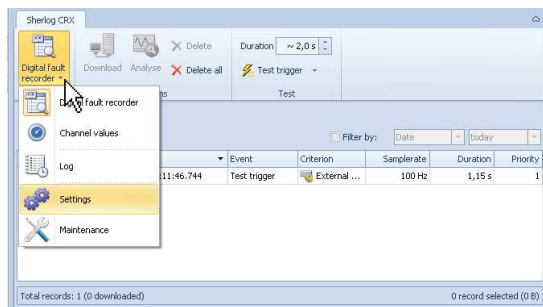 Sherlog CRX
Digital fault recorder
Download
Analyse
Delete
Delete all
Duration ~ 2,0 s
Test trigger
Test
fault recorder
Channel values
Log
Settings
Maintenance
Filter by: Date today
Event Criterion Samplerate Duration Priority
:11:46.744 Test trigger External ... 100 Hz 1,15 s 1
Total records: 1 (0 downloaded) 0 record selected (0 B)